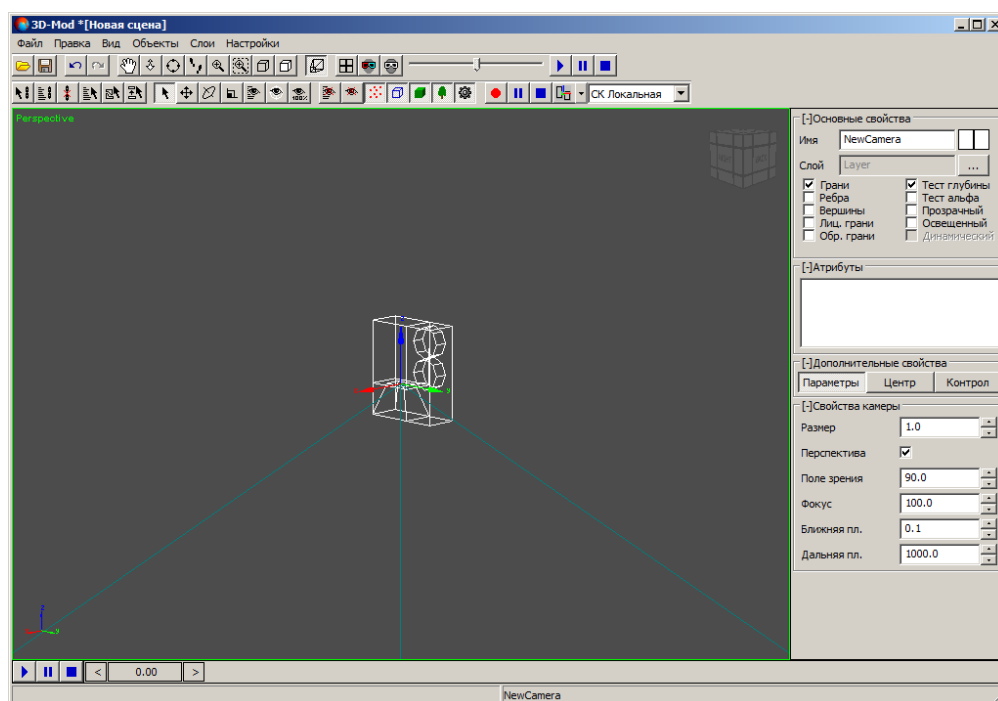 3D-Mod *[Новая сцена]
Файл Правка Вид Объекты Слои Настройки
100%
СК Локальная
Perspective
[-]Основные свойства
Имя NewCamera
Слой Layer ...
Грани Тест глубины
Ребра Тест альфа
Вершины Прозрачный
Лиц. грани Освещенный
Обр. грани Динамический
[-]Атрибуты
[-]Дополнительные свойства
Параметры Центр Контрол
[-]Свойства камеры
Размер 1.0
Перспектива
Поле зрения 90.0
Фокус 100.0
Ближняя пл. 0.1
Дальняя пл. 1000.0
z
y
< 0.00 >
NewCamera